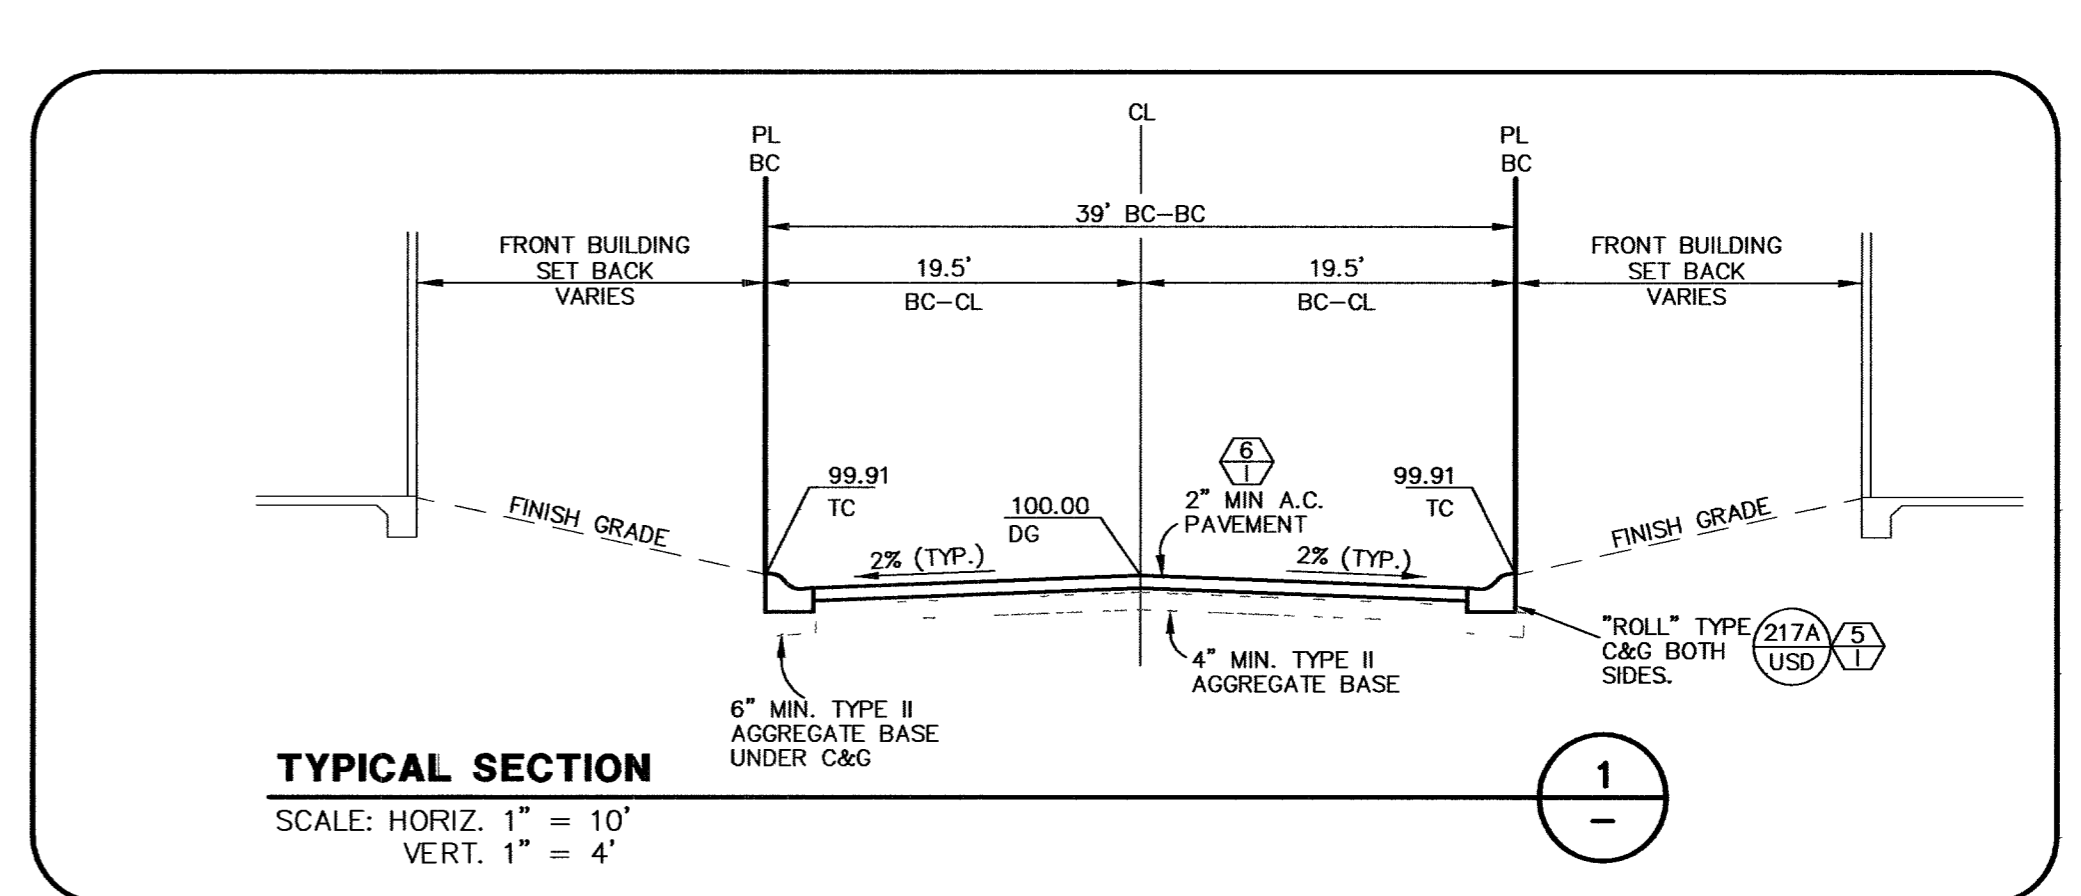 CL
PL
BC
PL
BC
39' BC-BC
FRONT BUILDING
SET BACK
VARIES
19.5'
BC-CL
19.5'
BC-CL
FRONT BUILDING
SET BACK
VARIES
99.91
TC
100.00
DG
6
1
2" MIN A.C.
PAVEMENT
99.91
TC
FINISH GRADE
FINISH GRADE
2% (TYP.)
2% (TYP.)
"ROLL" TYPE
C&G BOTH
SIDES.
217A
USD
5
1
4" MIN. TYPE II
AGGREGATE BASE
6" MIN. TYPE II
AGGREGATE BASE
UNDER C&G
TYPICAL SECTION
SCALE: HORIZ. 1" = 10'
VERT. 1" = 4'
1
-